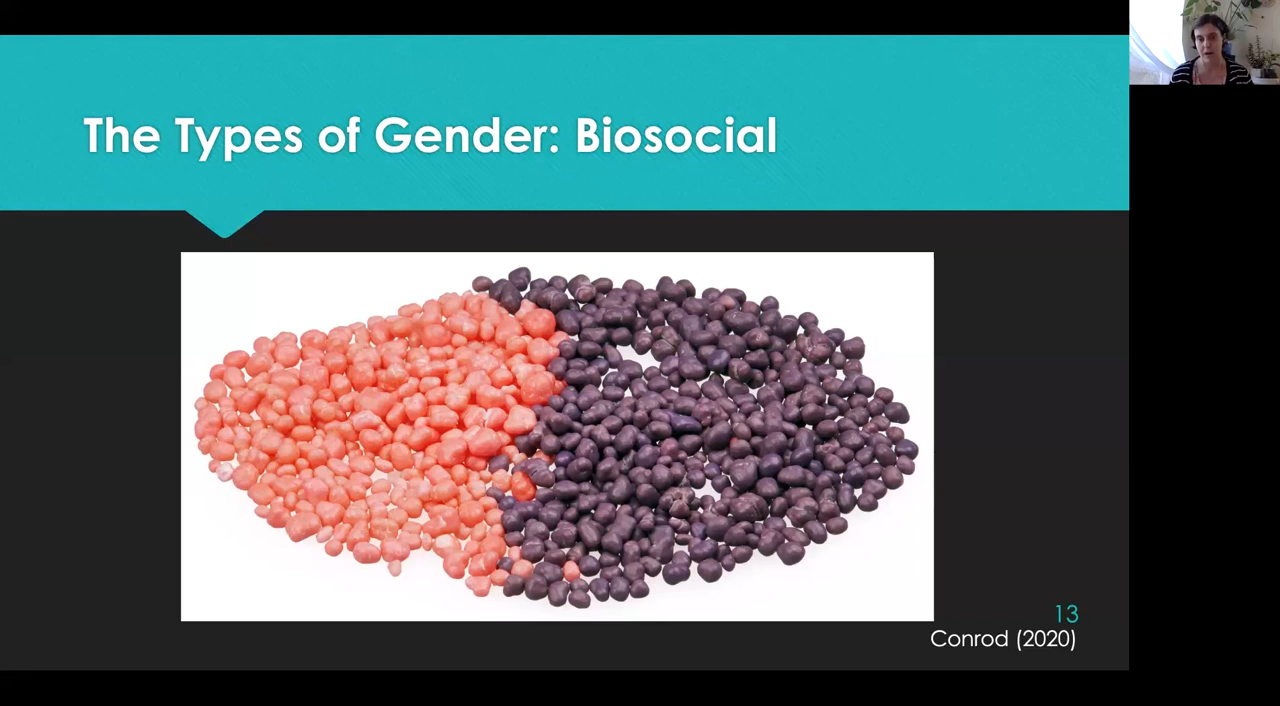 The Types of Gender: Biosocial
13
Conrod (2020)